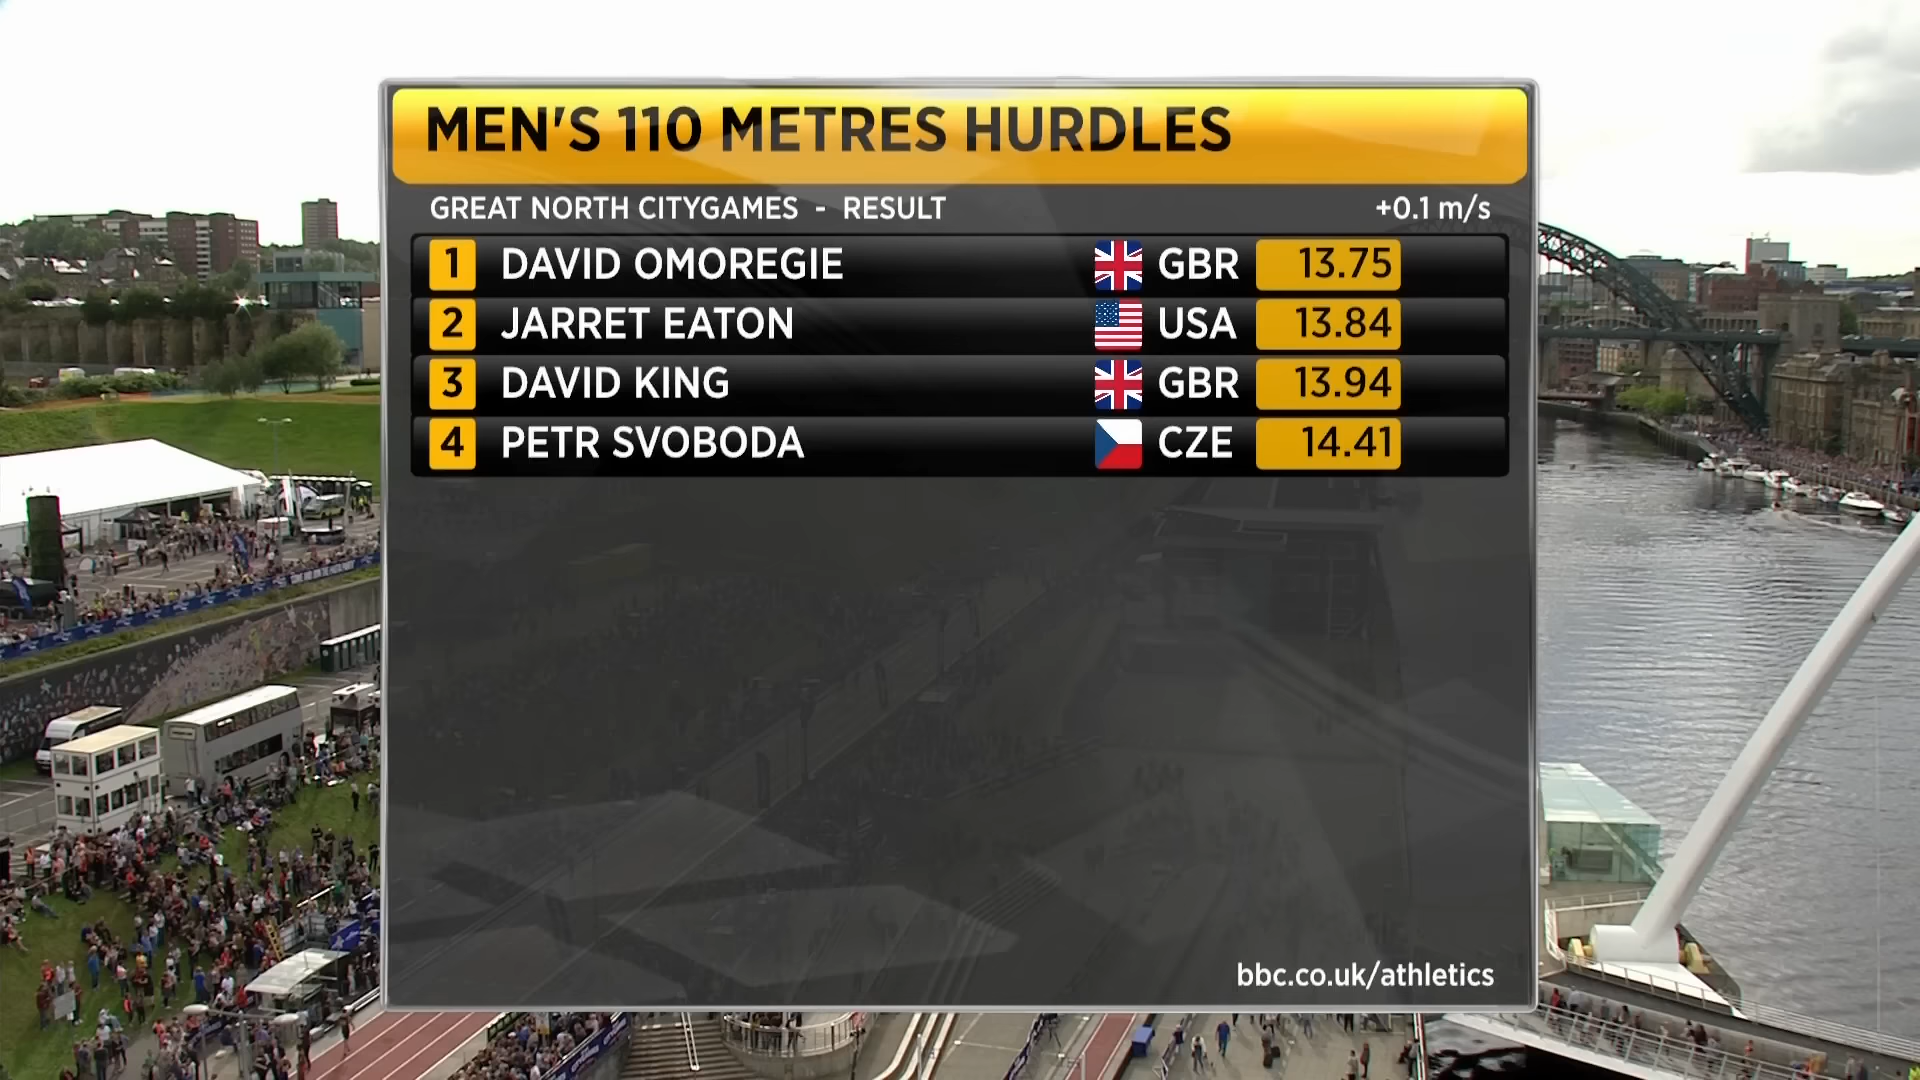 MEN'S 110 METRES HURDLES
GREAT NORTH CITYGAMES - RESULT +0.1 m/s
1 DAVID OMOREGIE GBR 13.75
2 JARRET EATON USA 13.84
3 DAVID KING GBR 13.94
4 PETR SVOBODA CZE 14.41
bbc.co.uk/athletics